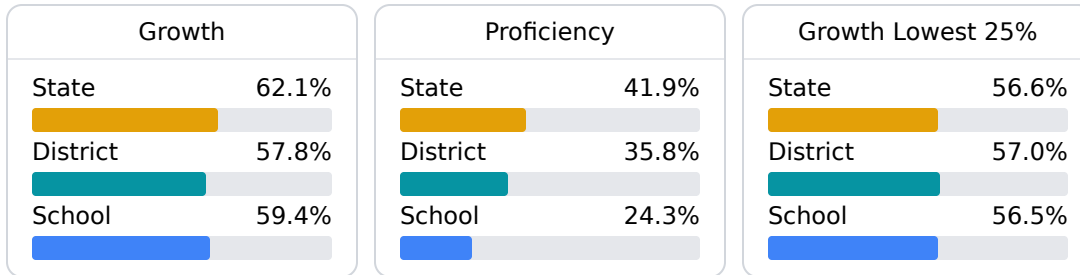 Growth
State 62.1%
District 57.8%
School 59.4%
Proficiency
State 41.9%
District 35.8%
School 24.3%
Growth Lowest 25%
State 56.6%
District 57.0%
School 56.5%